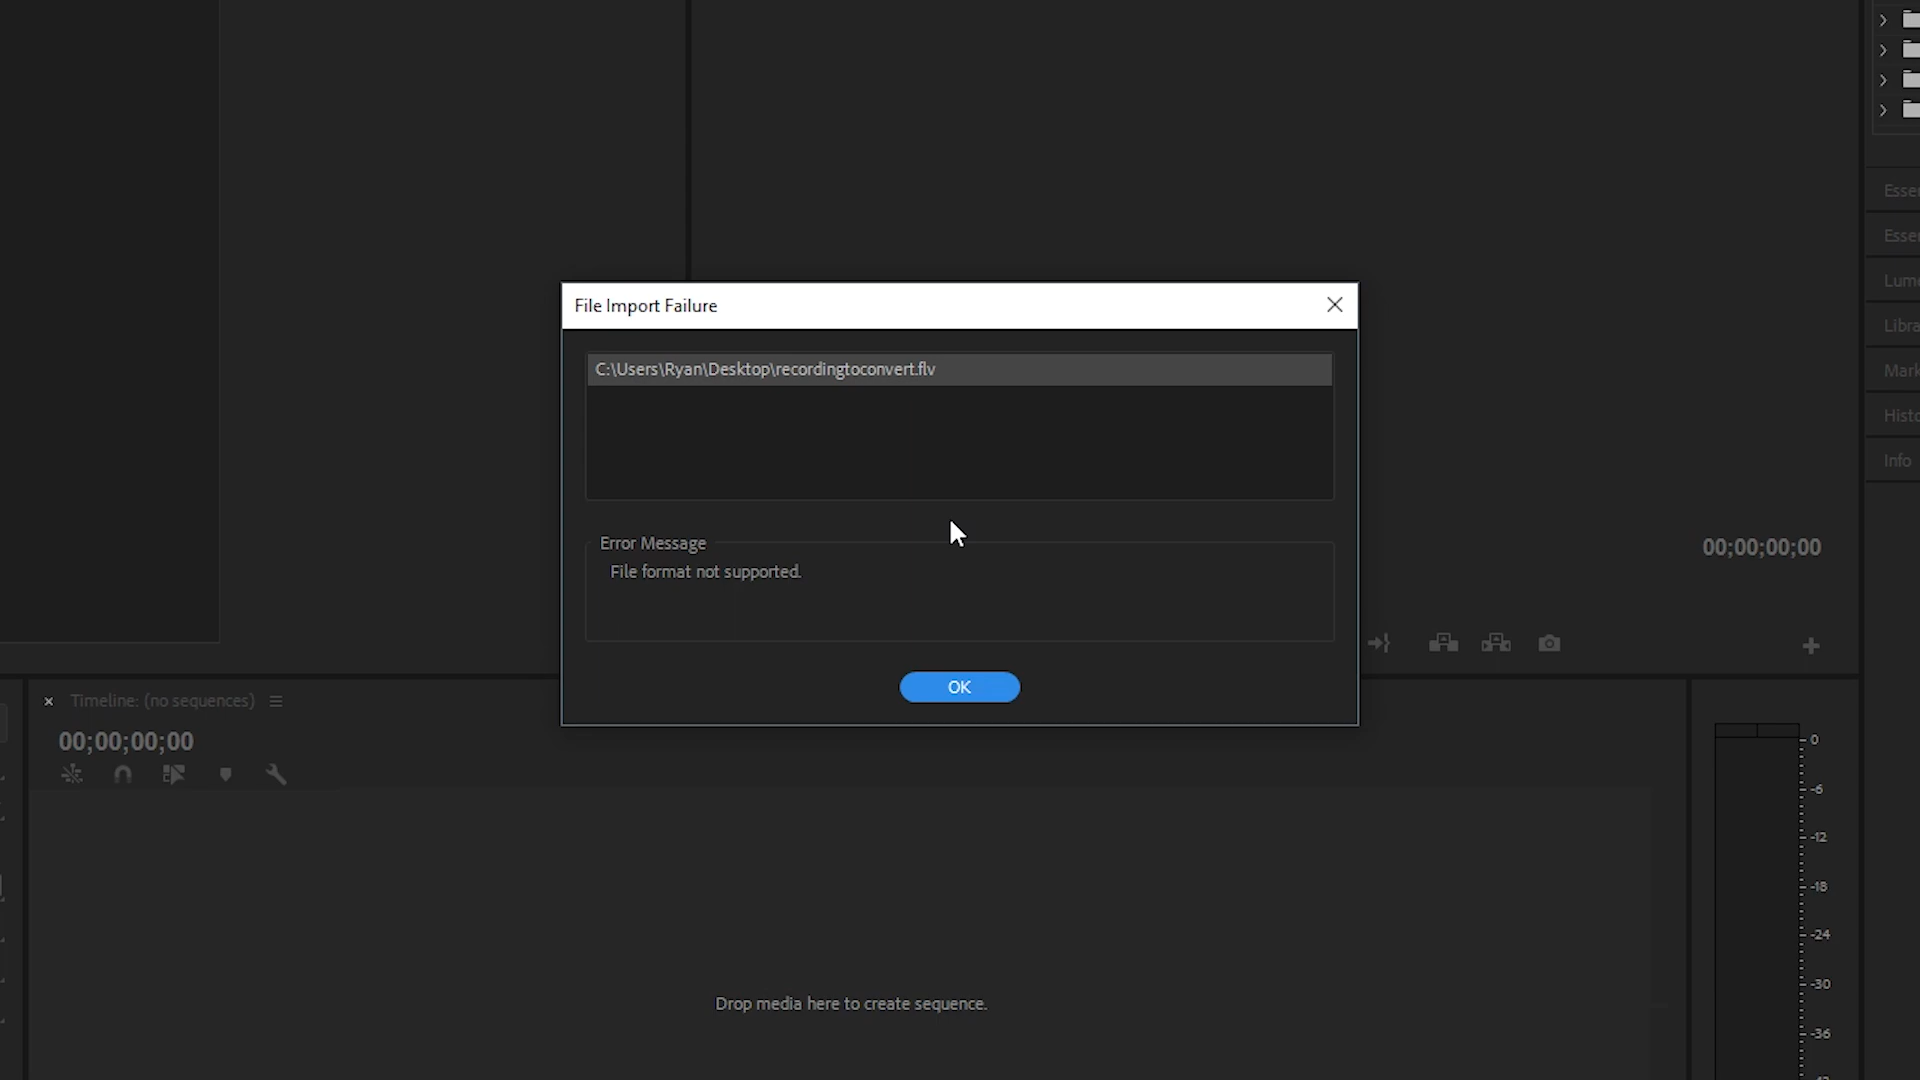 File Import Failure
C:\Users\Ryan\Desktop\recordingtoconvert.flv
Error Message
File format not supported.
OK
Info
00;00;00;00
Timeline: (no sequences)
00;00;00;00
Drop media here to create sequence.
0
-6
-12
-18
-24
-30
-36